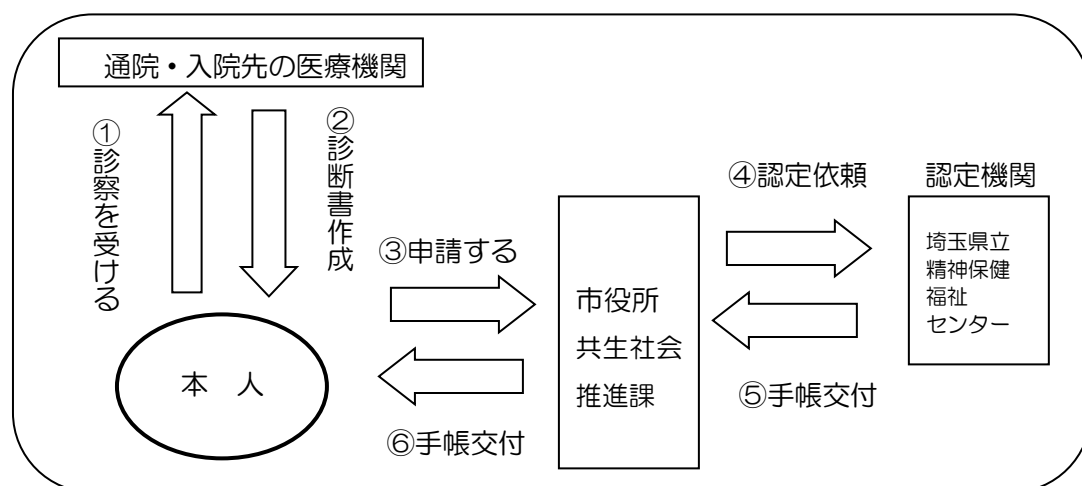 通院・入院先の医療機関
①診察を受ける
②診断書作成
③申請する
④認定依頼
認定機関
埼玉県立
精神保健
福祉
センター
市役所
共生社会
推進課
本 人
⑤手帳交付
⑥手帳交付